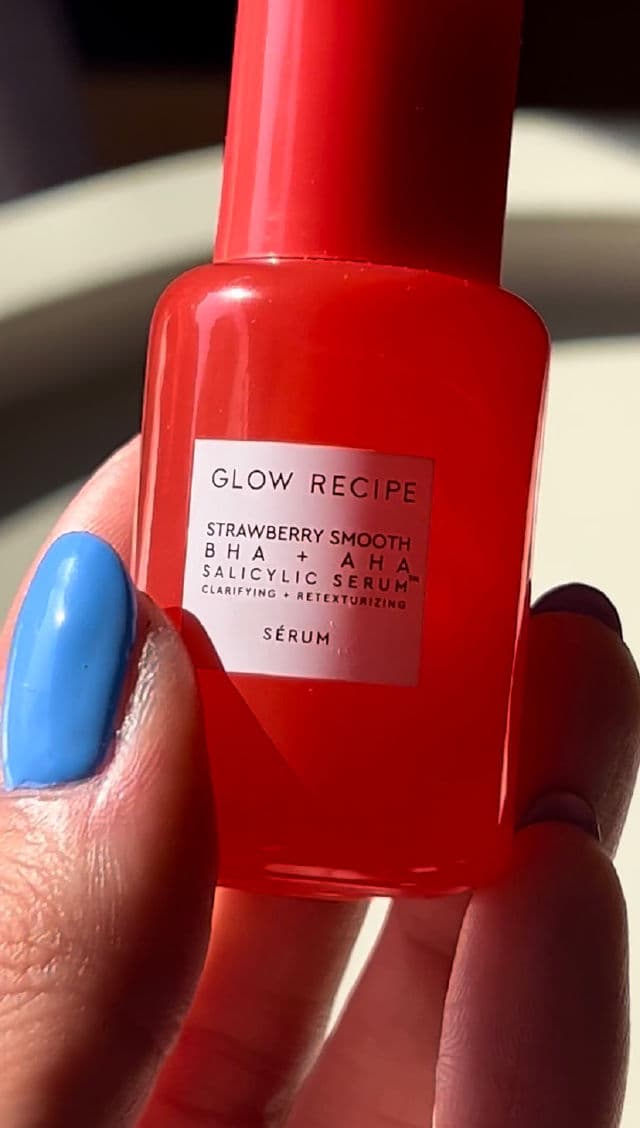 GLOW RECIPE
STRAWBERRY SMOOTH
BHA + AHA
SALICYLIC SERUM™
CLARIFYING + RETEXTURIZING
SÉRUM